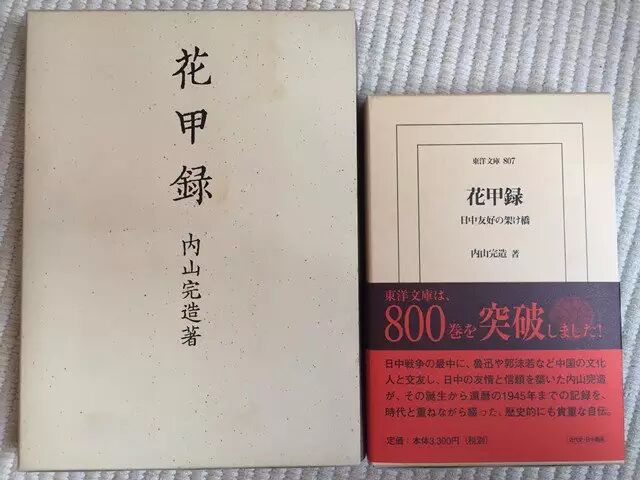 花甲録
内山完造著
東洋文庫 807
花甲録
日中友好の架け橋
内山完造 著
東洋文庫は、
800巻を突破しました!
日中戦争の最中に、魯迅や郭沫若など中国の文化
人と交友し、日中の友情と信頼を築いた内山完造
が、その誕生から還暦の1945年までの記録を、
時代と重ねながら綴った、歴史的にも貴重な自伝。
定価:本体3,300円(税別)